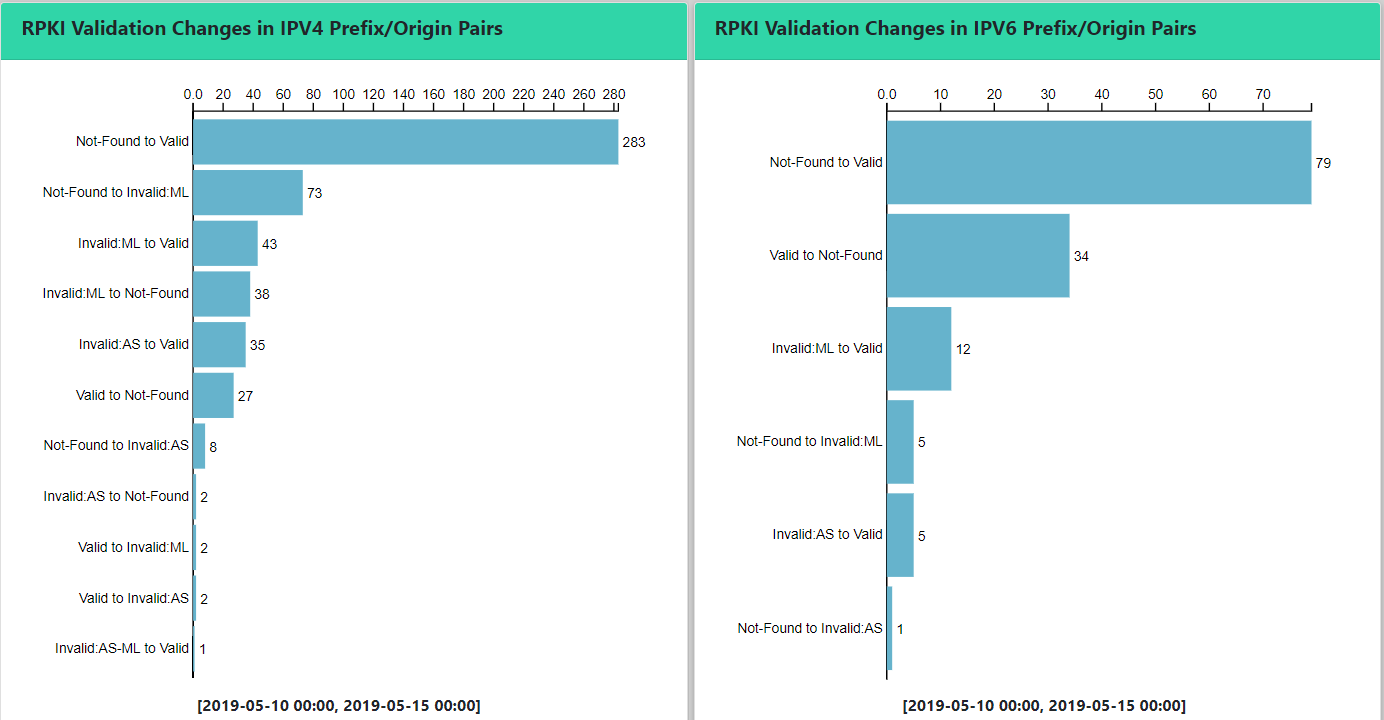 RPKI Validation Changes in IPV4 Prefix/Origin Pairs
0.0 20 40 60 80 100 120 140 160 180 200 220 240 260 280
Not-Found to Valid 283
Not-Found to Invalid:ML 73
Invalid:ML to Valid 43
Invalid:ML to Not-Found 38
Invalid:AS to Valid 35
Valid to Not-Found 27
Not-Found to Invalid:AS 8
Invalid:AS to Not-Found 2
Valid to Invalid:ML 2
Valid to Invalid:AS 2
Invalid:AS-ML to Valid 1
[2019-05-10 00:00, 2019-05-15 00:00]
RPKI Validation Changes in IPV6 Prefix/Origin Pairs
0.0 10 20 30 40 50 60 70
Not-Found to Valid 79
Valid to Not-Found 34
Invalid:ML to Valid 12
Not-Found to Invalid:ML 5
Invalid:AS to Valid 5
Not-Found to Invalid:AS 1
[2019-05-10 00:00, 2019-05-15 00:00]